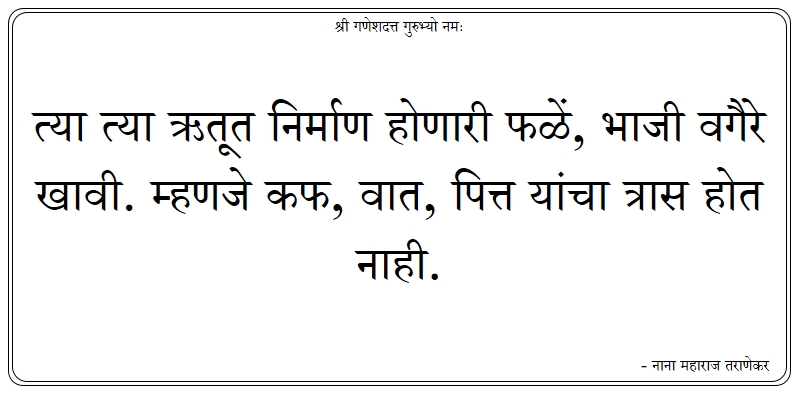 श्री गणेशदत्त गुरुभ्यो नमः
त्या त्या ऋतूत निर्माण होणारी फळें, भाजी वगैरे
खावी. म्हणजे कफ, वात, पित्त यांचा त्रास होत
नाही.
- नाना महाराज तराणेकर